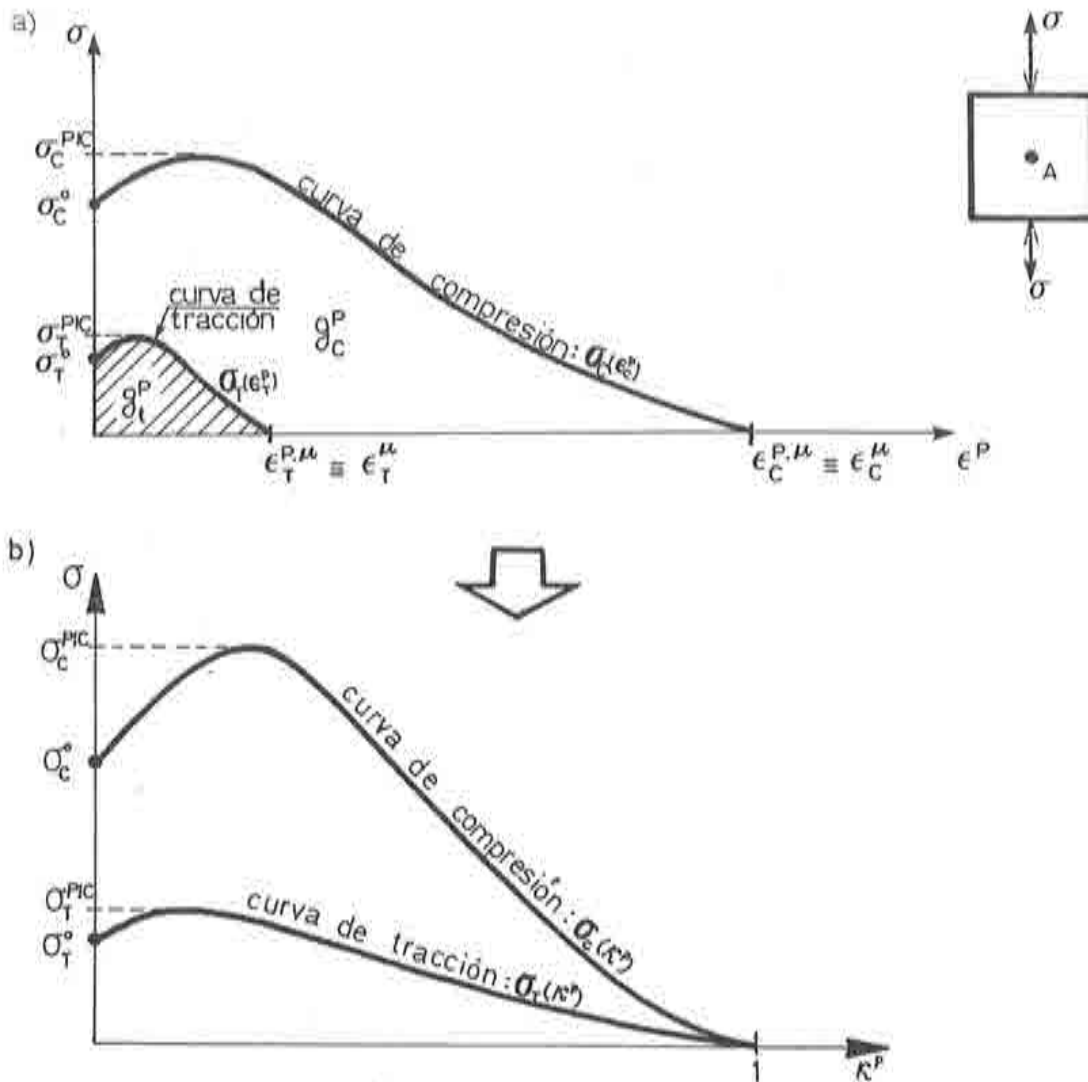 a)
σ
σ
A
σ
σ_C^PIC
σ_C^o
curva de compresión: σ_C(ϵ_C^P)
curva de
tracción
g_C^P
σ_T^PIC
σ_T^o
σ_T(ϵ_T^P)
g_t^P
ϵ_T^{P,μ} ≡ ϵ_T^μ
ϵ_C^{P,μ} ≡ ϵ_C^μ
ϵ^P
b)
σ
σ_C^PIC
σ_C^o
curva de compresión: σ_C(κ^P)
σ_T^PIC
σ_T^o
curva de tracción: σ_T(κ^P)
1
κ^P